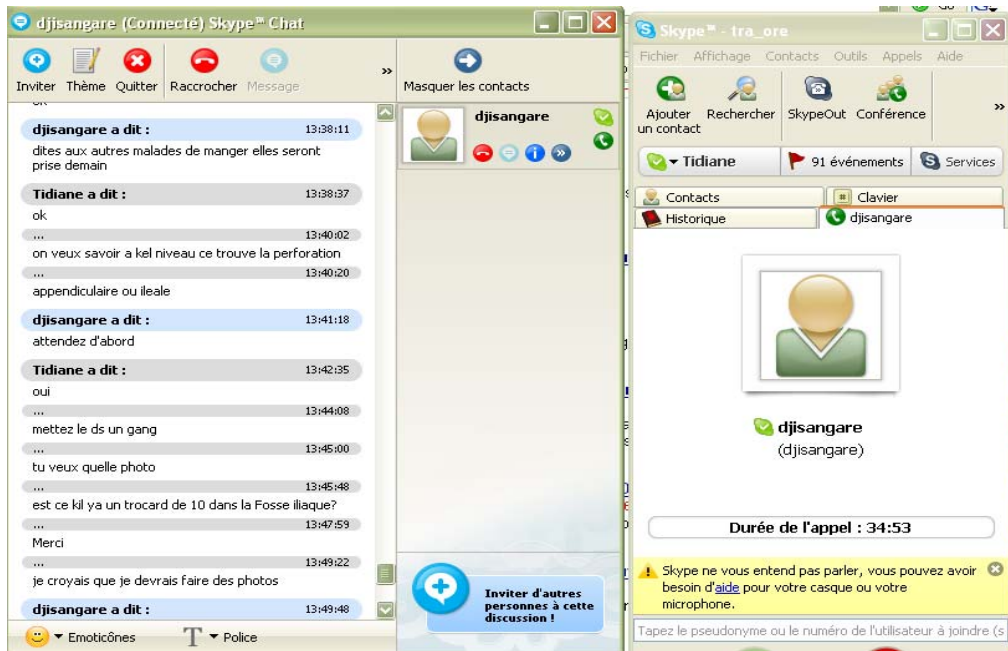 djisangare (Connecté) Skype™ Chat
Inviter Thème Quitter Raccrocher Message »
Masquer les contacts
djisangare a dit : 13:38:11
dites aux autres malades de manger elles seront
prise demain
Tidiane a dit : 13:38:37
ok
... 13:40:02
on veux savoir a kel niveau ce trouve la perforation
... 13:40:20
appendiculaire ou ileale
djisangare a dit : 13:41:18
attendez d'abord
Tidiane a dit : 13:42:35
oui
... 13:44:08
mettez le ds un gang
... 13:45:00
tu veux quelle photo
... 13:45:48
est ce kil ya un trocard de 10 dans la Fosse iliaque?
... 13:47:59
Merci
... 13:49:22
je croyais que je devrais faire des photos
djisangare a dit : 13:49:48
Emoticônes
Police
djisangare
Inviter d'autres
personnes à cette
discussion !
Skype™ - tra_ore
Fichier Affichage Contacts Outils Appels Aide
Ajouter
un contact
Rechercher
SkypeOut
Conférence
»
Tidiane
91 événements
Services
Contacts
Clavier
Historique
djisangare
djisangare
(djisangare)
Durée de l'appel : 34:53
Skype ne vous entend pas parler, vous pouvez avoir
besoin d'aide pour votre casque ou votre
microphone.
Tapez le pseudonyme ou le numéro de l'utilisateur à joindre (s